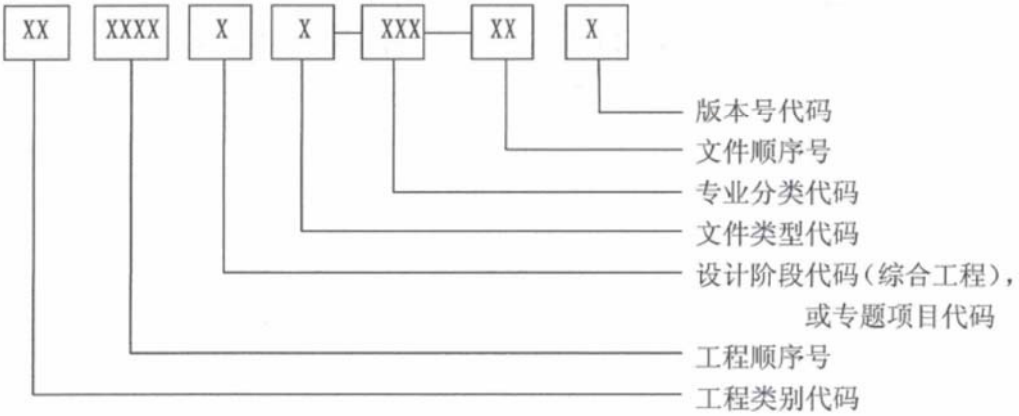 XX XXXX X X XXX XX X
版本号代码
文件顺序号
专业分类代码
文件类型代码
设计阶段代码(综合工程),
或专题项目代码
工程顺序号
工程类别代码